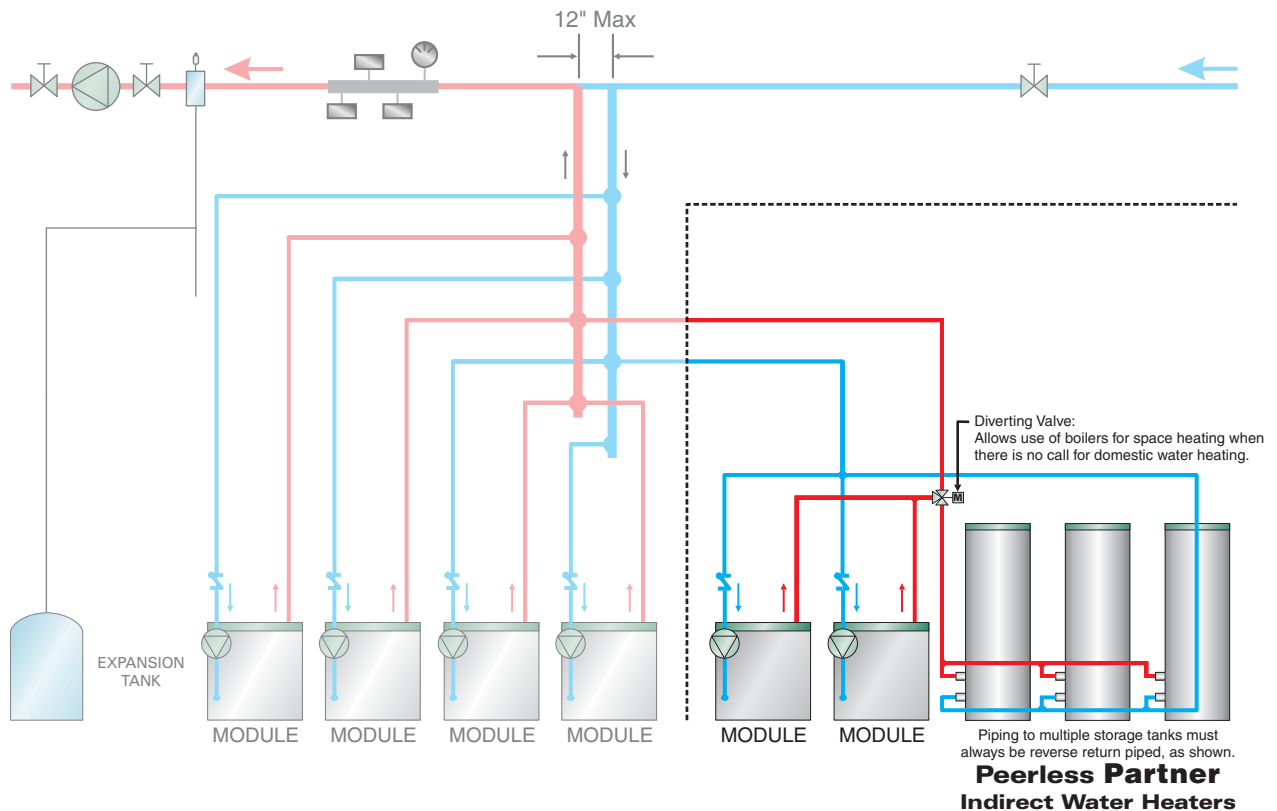 12" Max
Diverting Valve:
Allows use of boilers for space heating when
there is no call for domestic water heating.
M
EXPANSION
TANK
MODULE
MODULE
MODULE
MODULE
MODULE
MODULE
Piping to multiple storage tanks must
always be reverse return piped, as shown.
Peerless Partner
Indirect Water Heaters